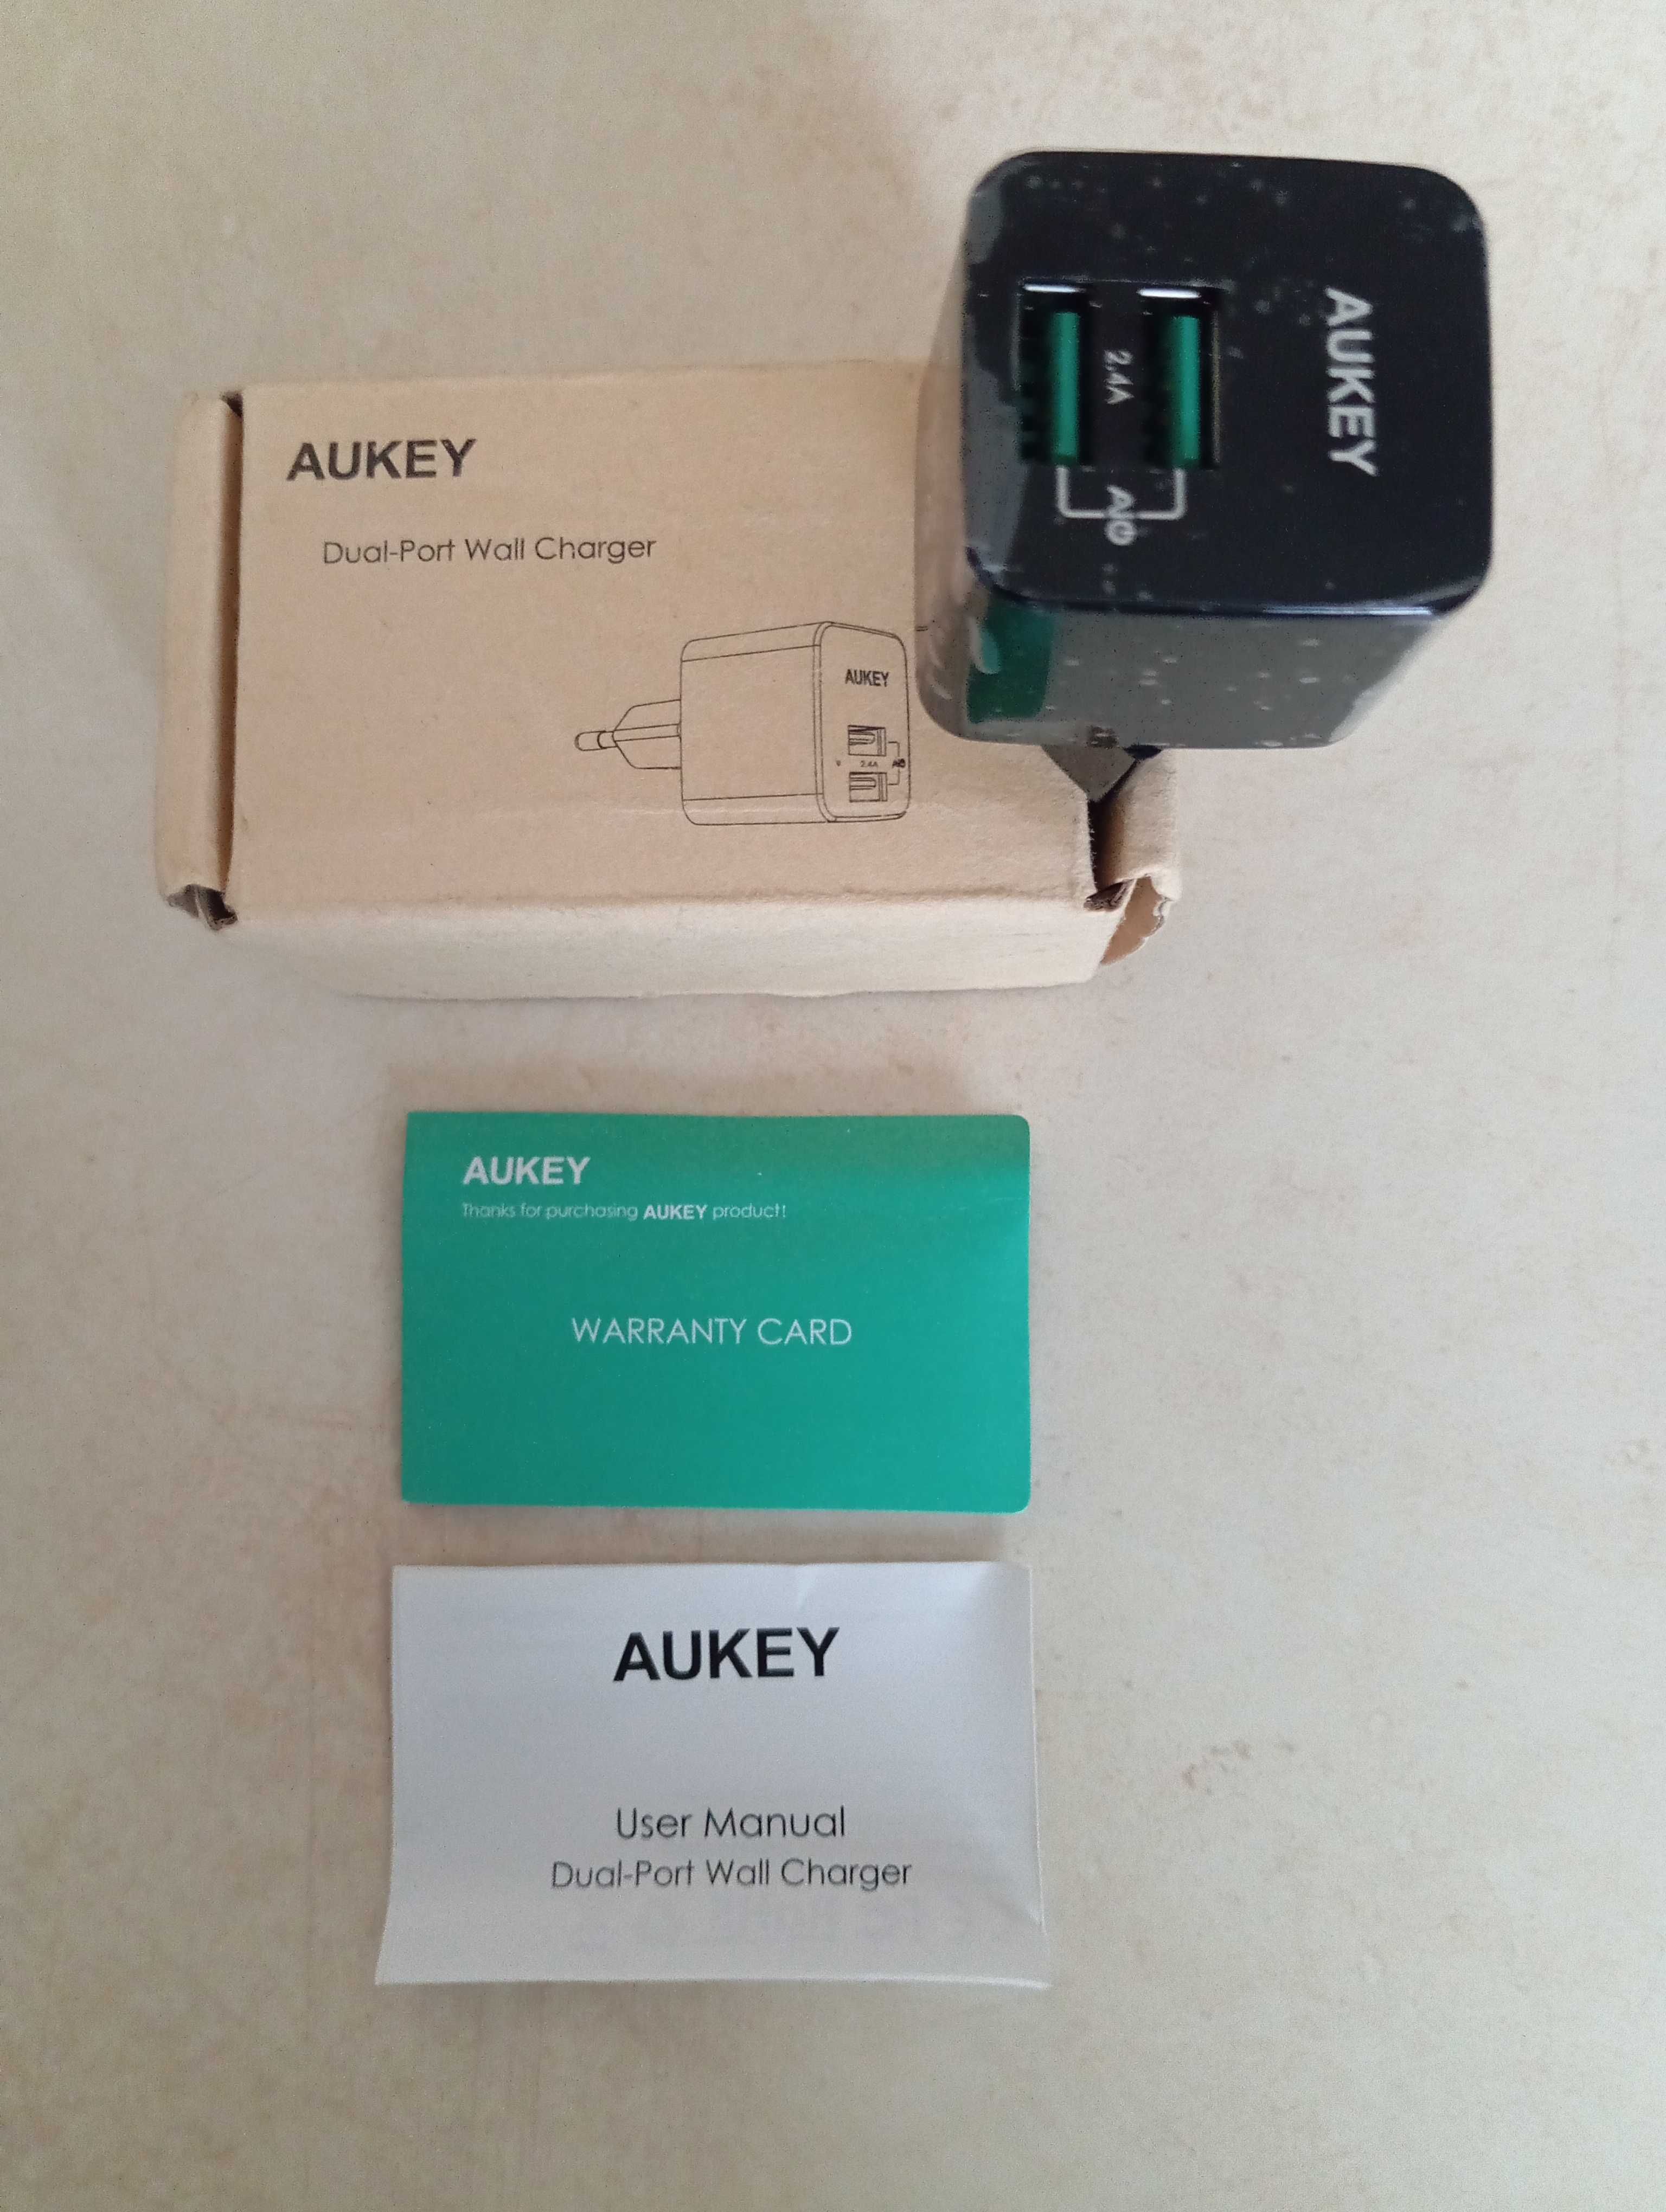 AUKEY
Dual-Port Wall Charger
AUKEY
2.4A
AUKEY
2.4A
AUKEY
Thanks for purchasing AUKEY product!
WARRANTY CARD
AUKEY
User Manual
Dual-Port Wall Charger